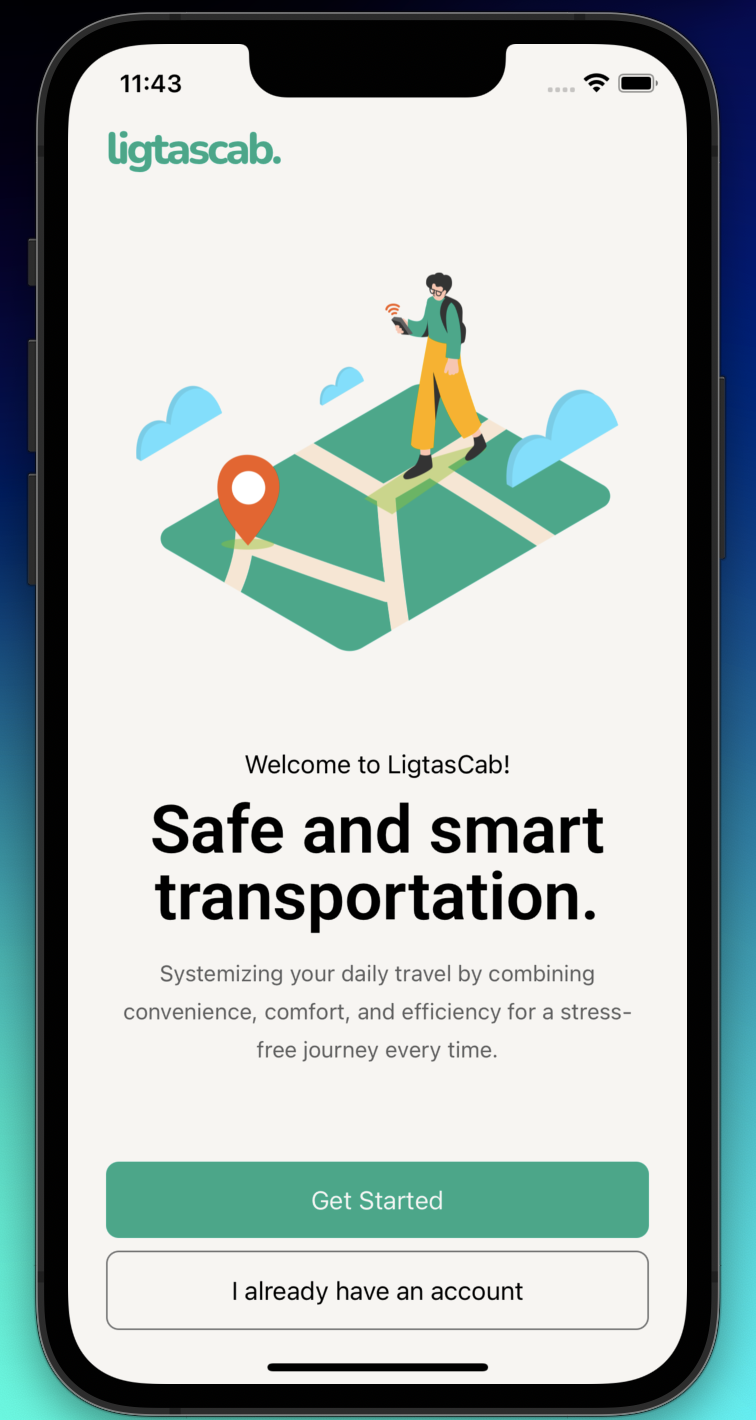 11:43
ligtascab.
Welcome to LigtasCab!
Safe and smart
transportation.
Systemizing your daily travel by combining
convenience, comfort, and efficiency for a stress-
free journey every time.
Get Started
I already have an account